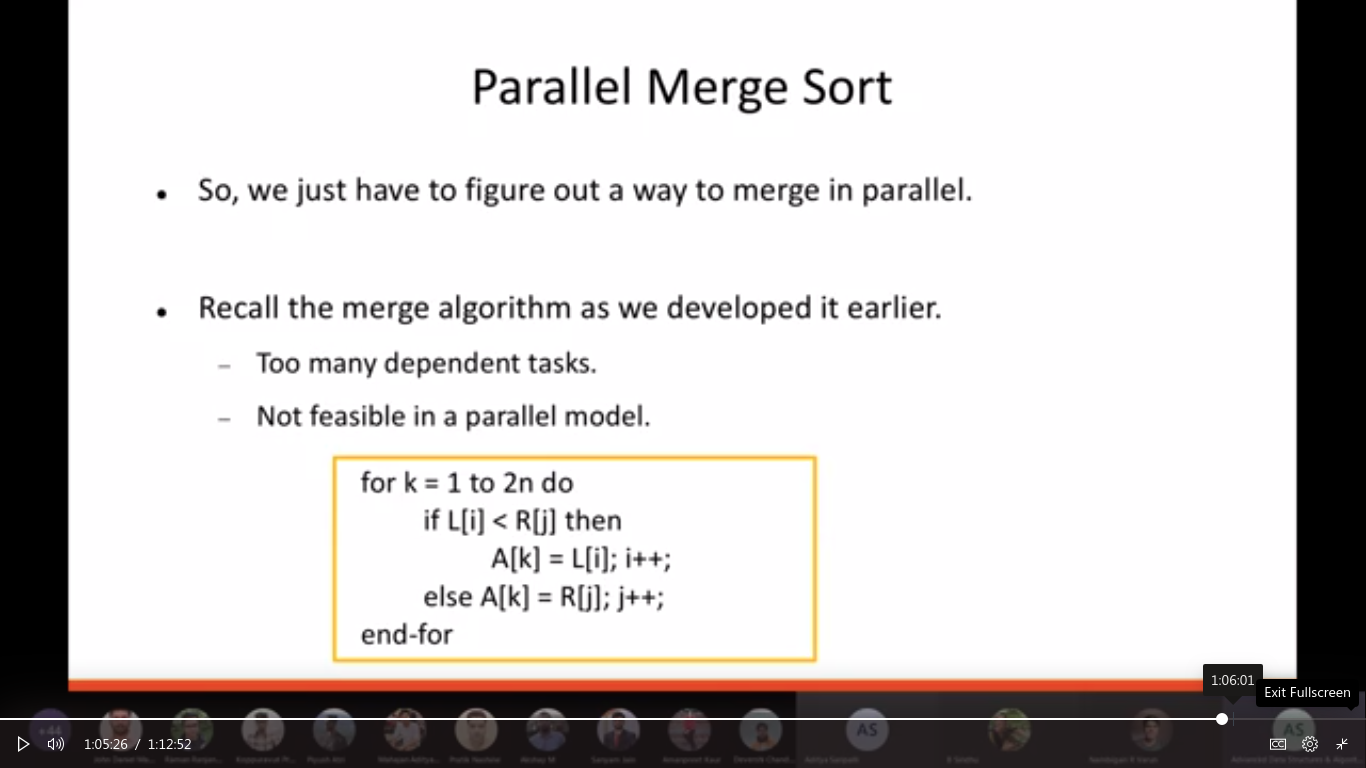 Parallel Merge Sort
• So, we just have to figure out a way to merge in parallel.
• Recall the merge algorithm as we developed it earlier.
– Too many dependent tasks.
– Not feasible in a parallel model.
for k = 1 to 2n do
if L[i] < R[j] then
A[k] = L[i]; i++;
else A[k] = R[j]; j++;
end-for
1:06:01
Exit Fullscreen
+44
AS
AS
1:05:26 / 1:12:52
CC